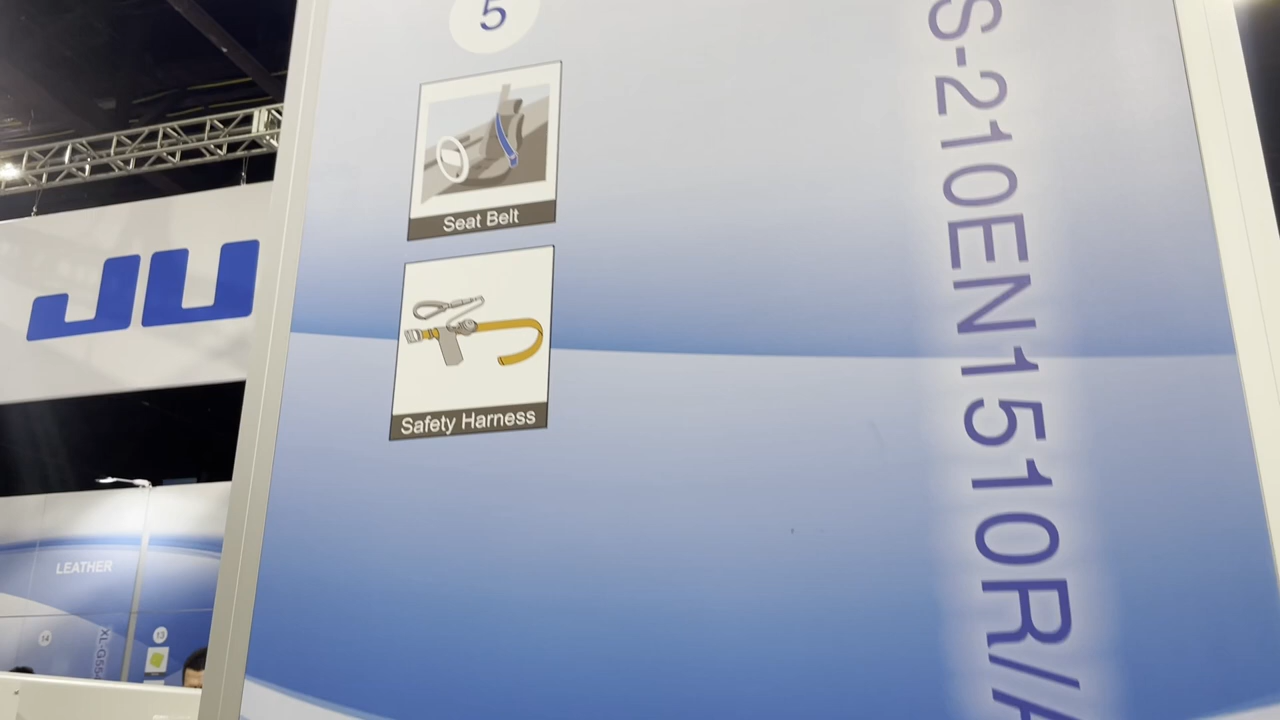 5
Seat Belt
Safety Harness
S-210EN1510R/A
JU
LEATHER
14
13